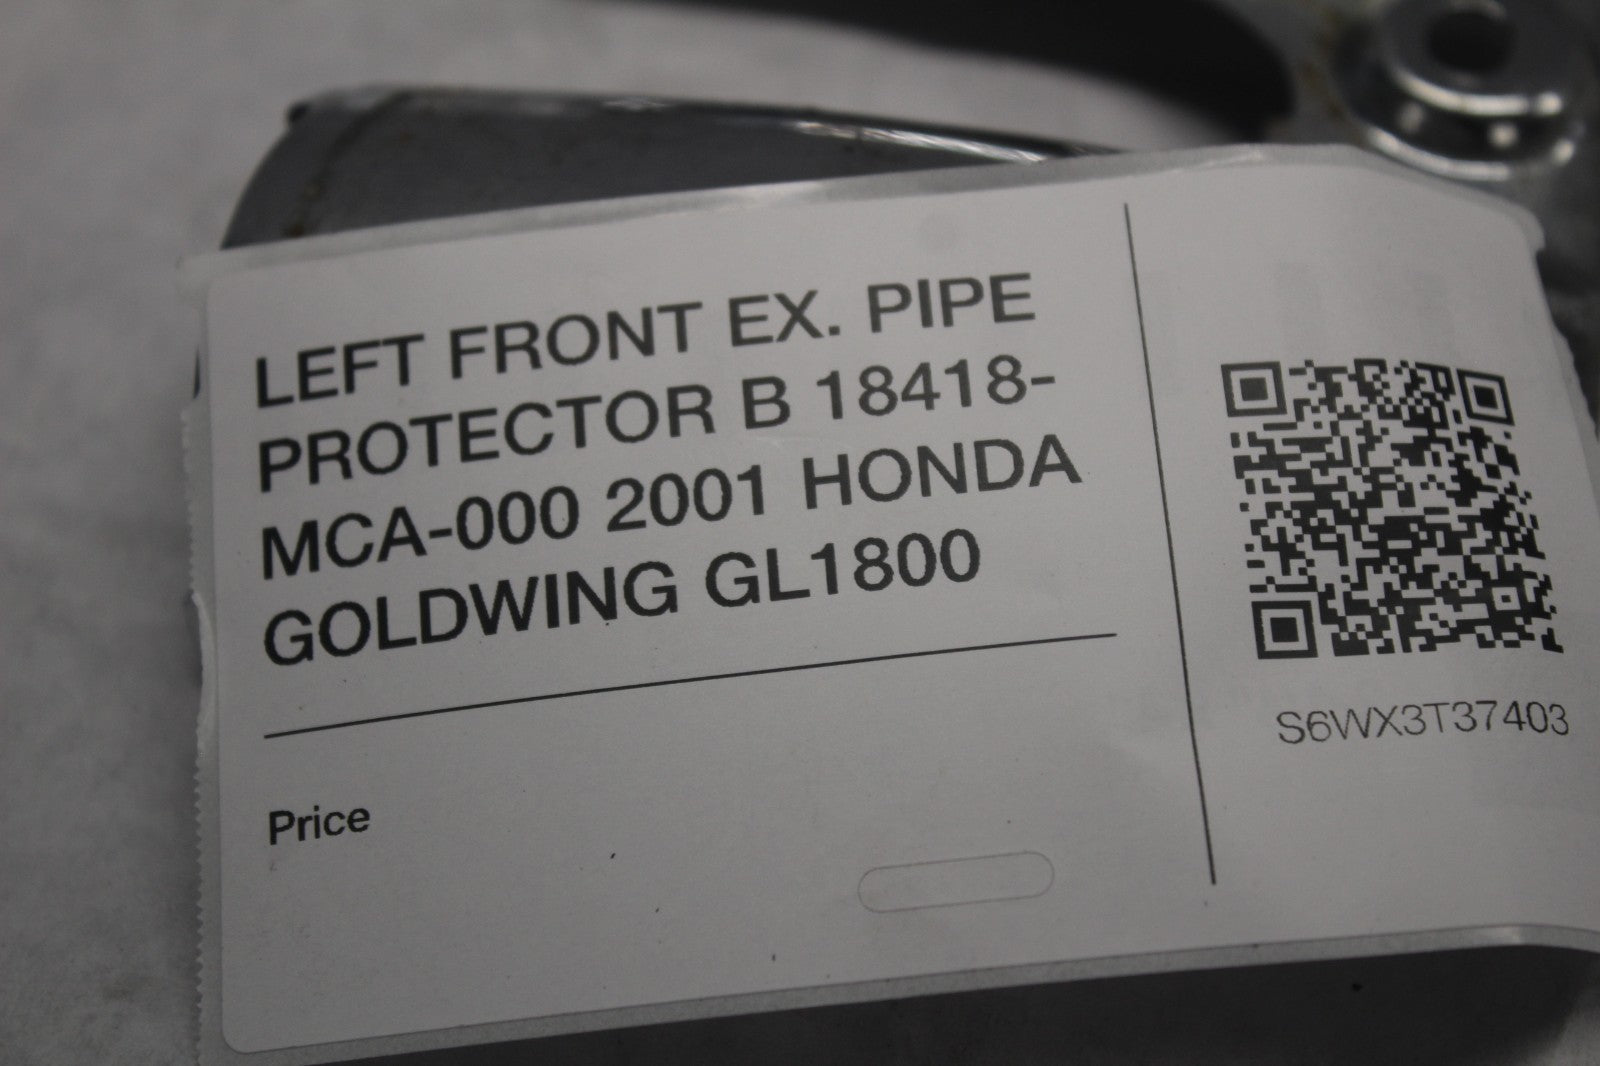 LEFT FRONT EX. PIPE
PROTECTOR B 18418-
MCA-000 2001 HONDA
GOLDWING GL1800
Price
S6WX3T37403